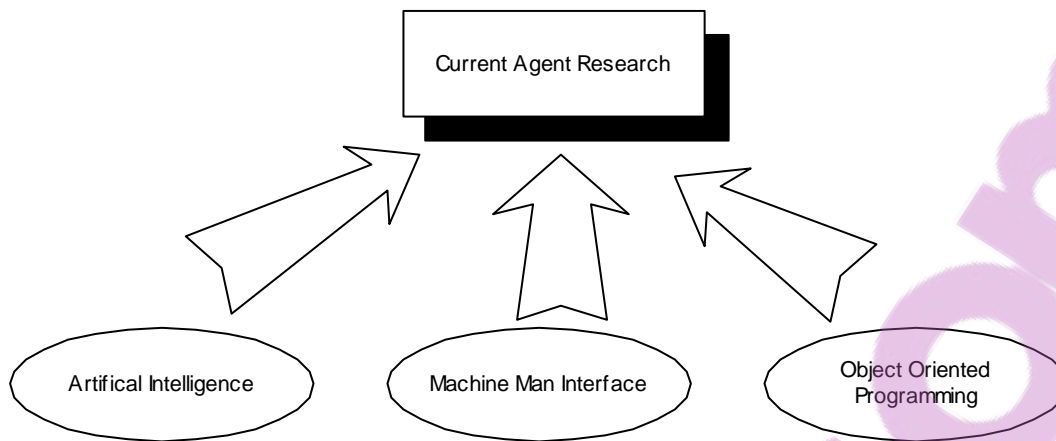 Current Agent Research
Artifical Intelligence
Machine Man Interface
Object Oriented
Programming